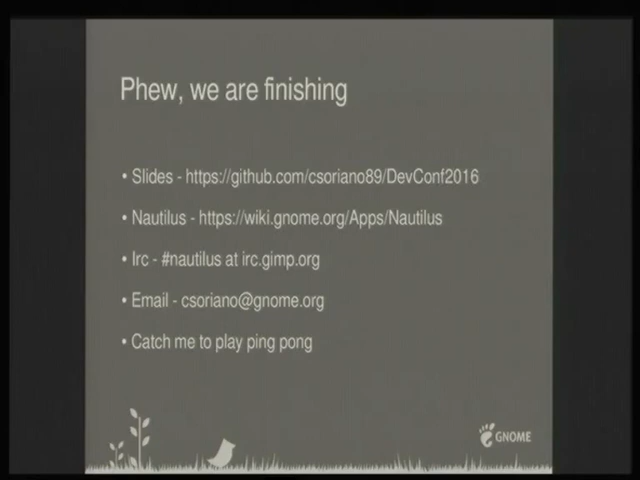 Phew, we are finishing
• Slides - https://github.com/csoriano89/DevConf2016
• Nautilus - https://wiki.gnome.org/Apps/Nautilus
• Irc - #nautilus at irc.gimp.org
• Email - csoriano@gnome.org
• Catch me to play ping pong
GNOME